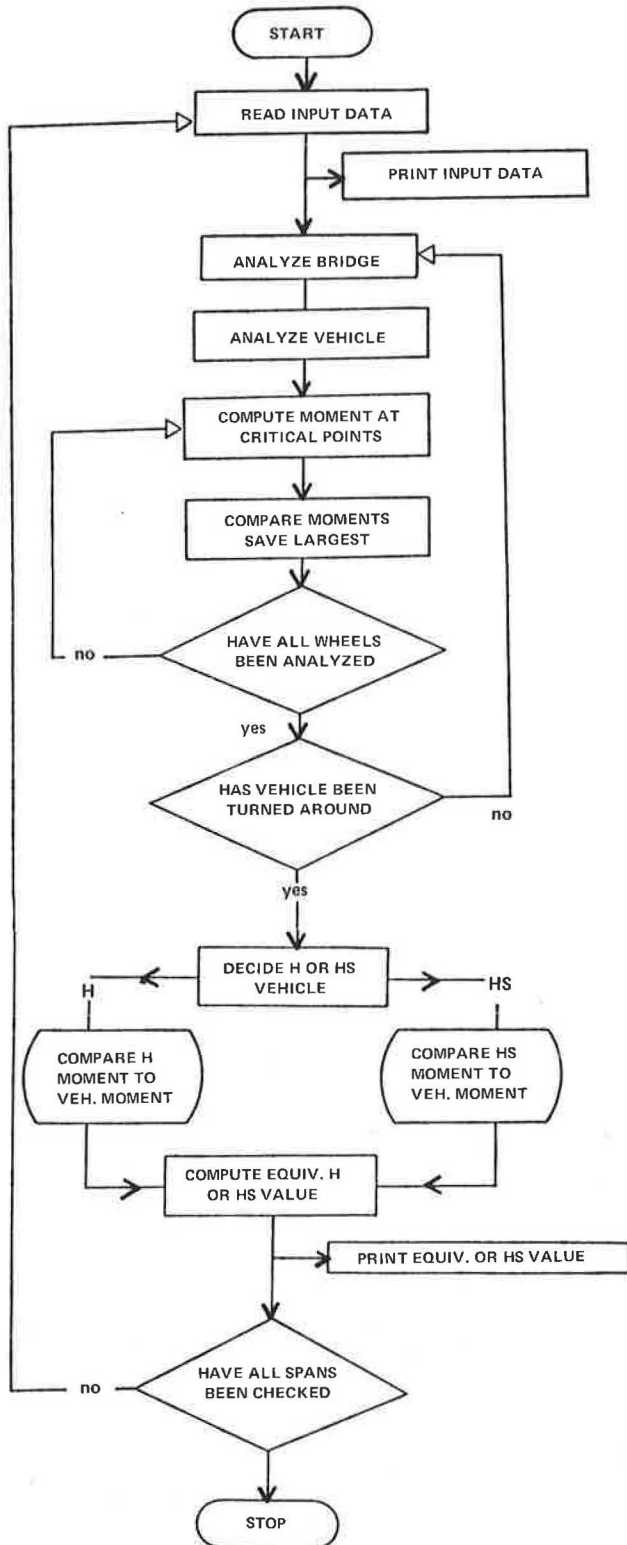 START
READ INPUT DATA
PRINT INPUT DATA
ANALYZE BRIDGE
ANALYZE VEHICLE
COMPUTE MOMENT AT
CRITICAL POINTS
COMPARE MOMENTS
SAVE LARGEST
HAVE ALL WHEELS
BEEN ANALYZED
no
yes
HAS VEHICLE BEEN
TURNED AROUND
no
yes
DECIDE H OR HS
VEHICLE
H
HS
COMPARE H
MOMENT TO
VEH. MOMENT
COMPARE HS
MOMENT TO
VEH. MOMENT
COMPUTE EQUIV. H
OR HS VALUE
PRINT EQUIV. OR HS VALUE
HAVE ALL SPANS
BEEN CHECKED
no
STOP